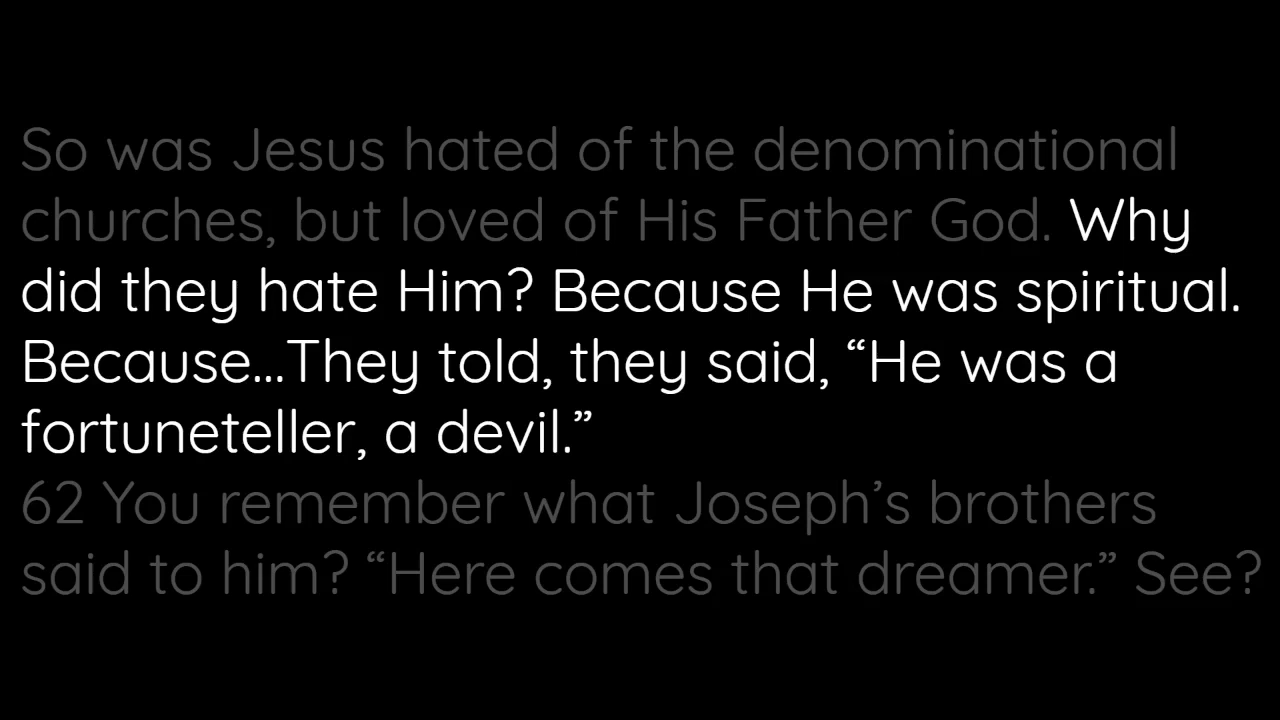 So was Jesus hated of the denominational
churches, but loved of His Father God. Why
did they hate Him? Because He was spiritual.
Because...They told, they said, “He was a
fortuneteller, a devil.”
62 You remember what Joseph’s brothers
said to him? “Here comes that dreamer.” See?